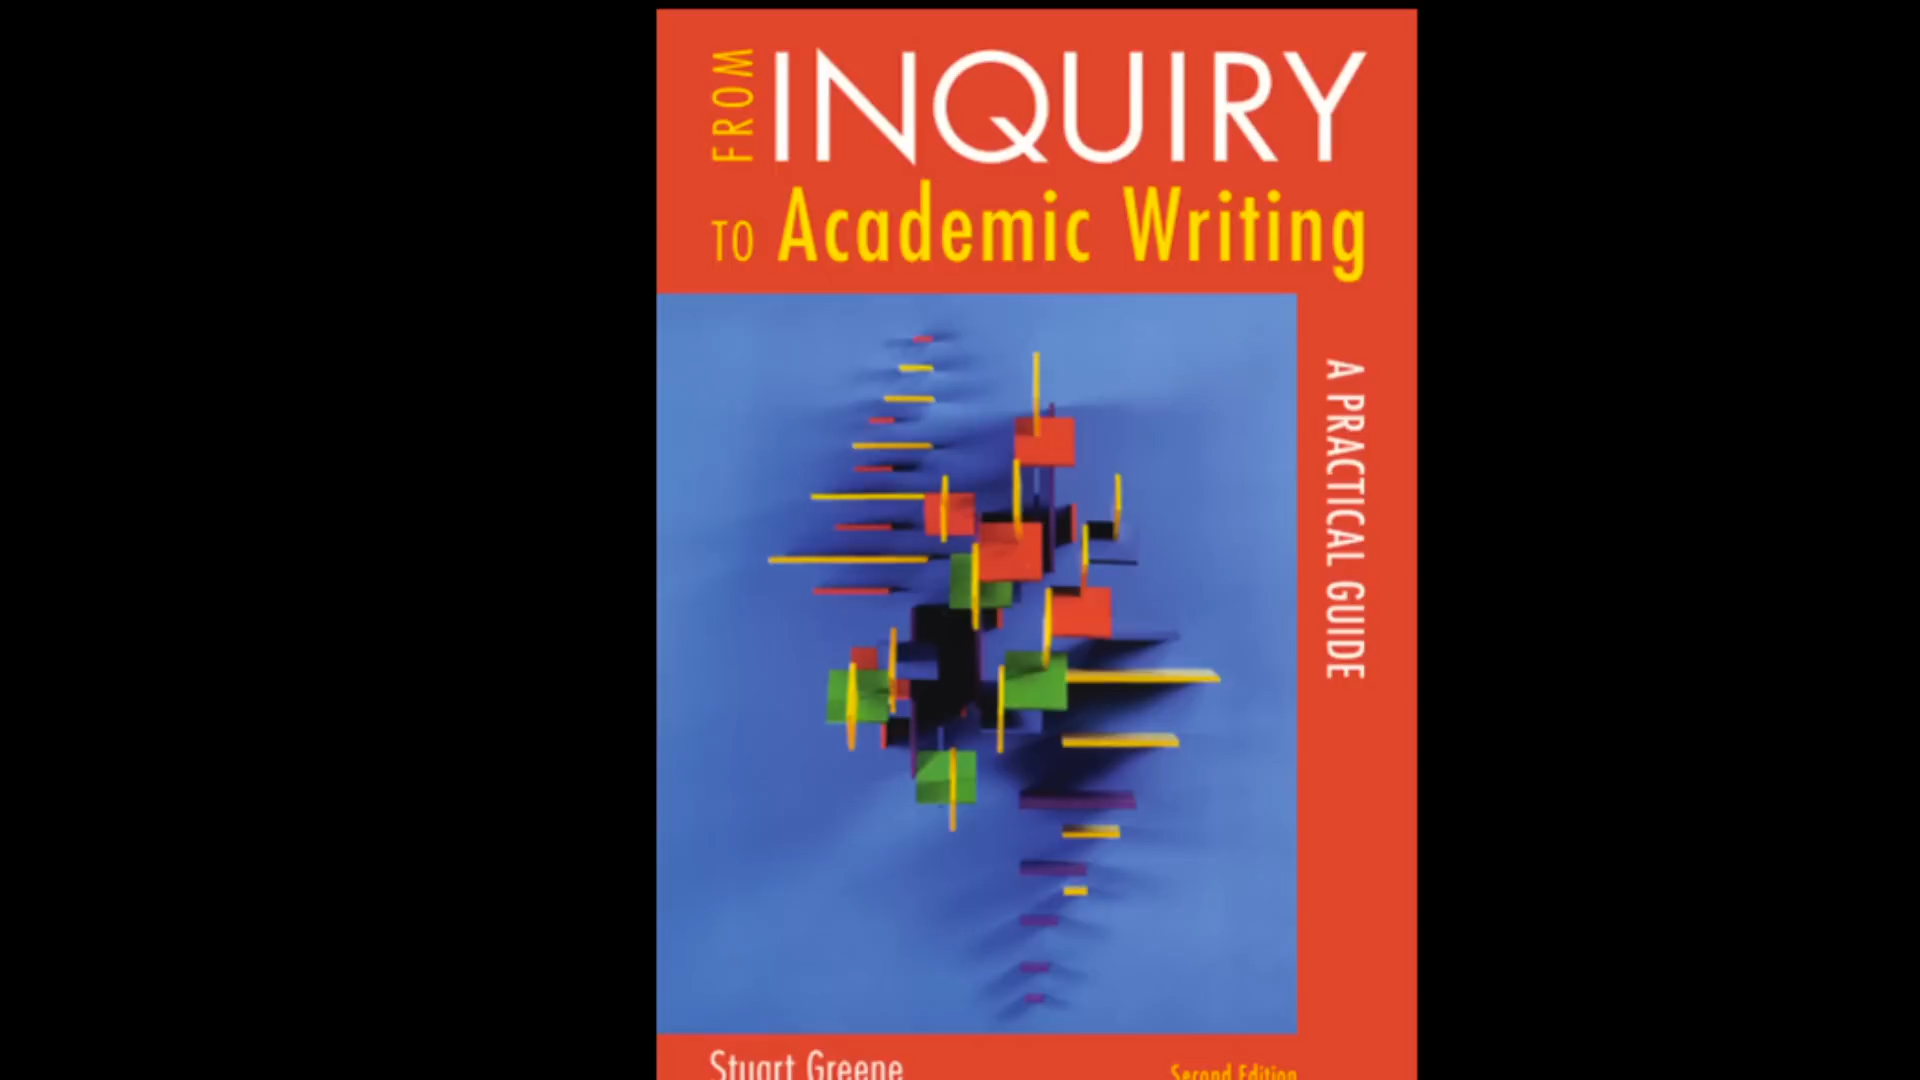 FROM INQUIRY
TO Academic Writing
A PRACTICAL GUIDE
Stuart Greene
Second Edition